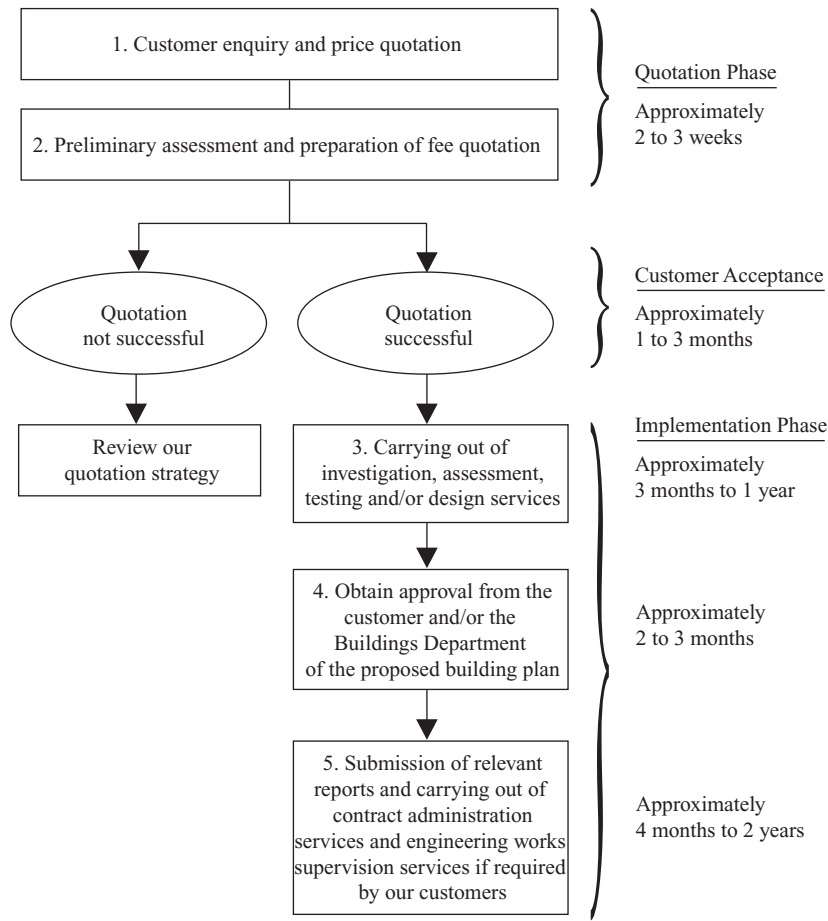 1. Customer enquiry and price quotation
Quotation Phase
Approximately
2 to 3 weeks
2. Preliminary assessment and preparation of fee quotation
Quotation
not successful
Quotation
successful
Customer Acceptance
Approximately
1 to 3 months
Review our
quotation strategy
3. Carrying out of
investigation, assessment,
testing and/or design services
Implementation Phase
Approximately
3 months to 1 year
4. Obtain approval from the
customer and/or the
Buildings Department
of the proposed building plan
Approximately
2 to 3 months
5. Submission of relevant
reports and carrying out of
contract administration
services and engineering works
supervision services if required
by our customers
Approximately
4 months to 2 years